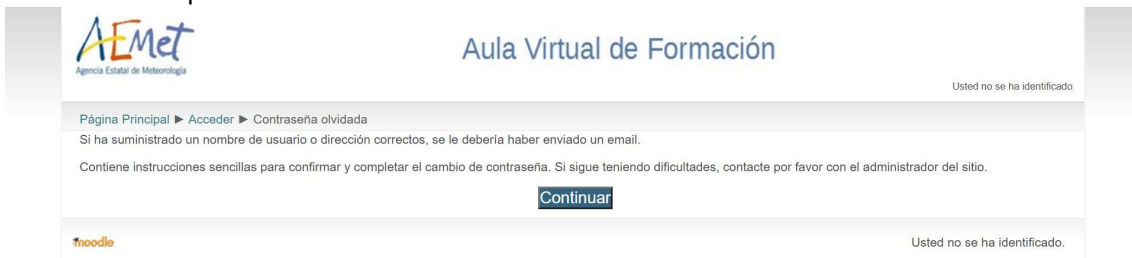 AEMet
Agencia Estatal de Meteorología
Aula Virtual de Formación
Usted no se ha identificado.
Página Principal ► Acceder ► Contraseña olvidada
Si ha suministrado un nombre de usuario o dirección correctos, se le debería haber enviado un email.
Contiene instrucciones sencillas para confirmar y completar el cambio de contraseña. Si sigue teniendo dificultades, contacte por favor con el administrador del sitio.
Continuar
moodle
Usted no se ha identificado.